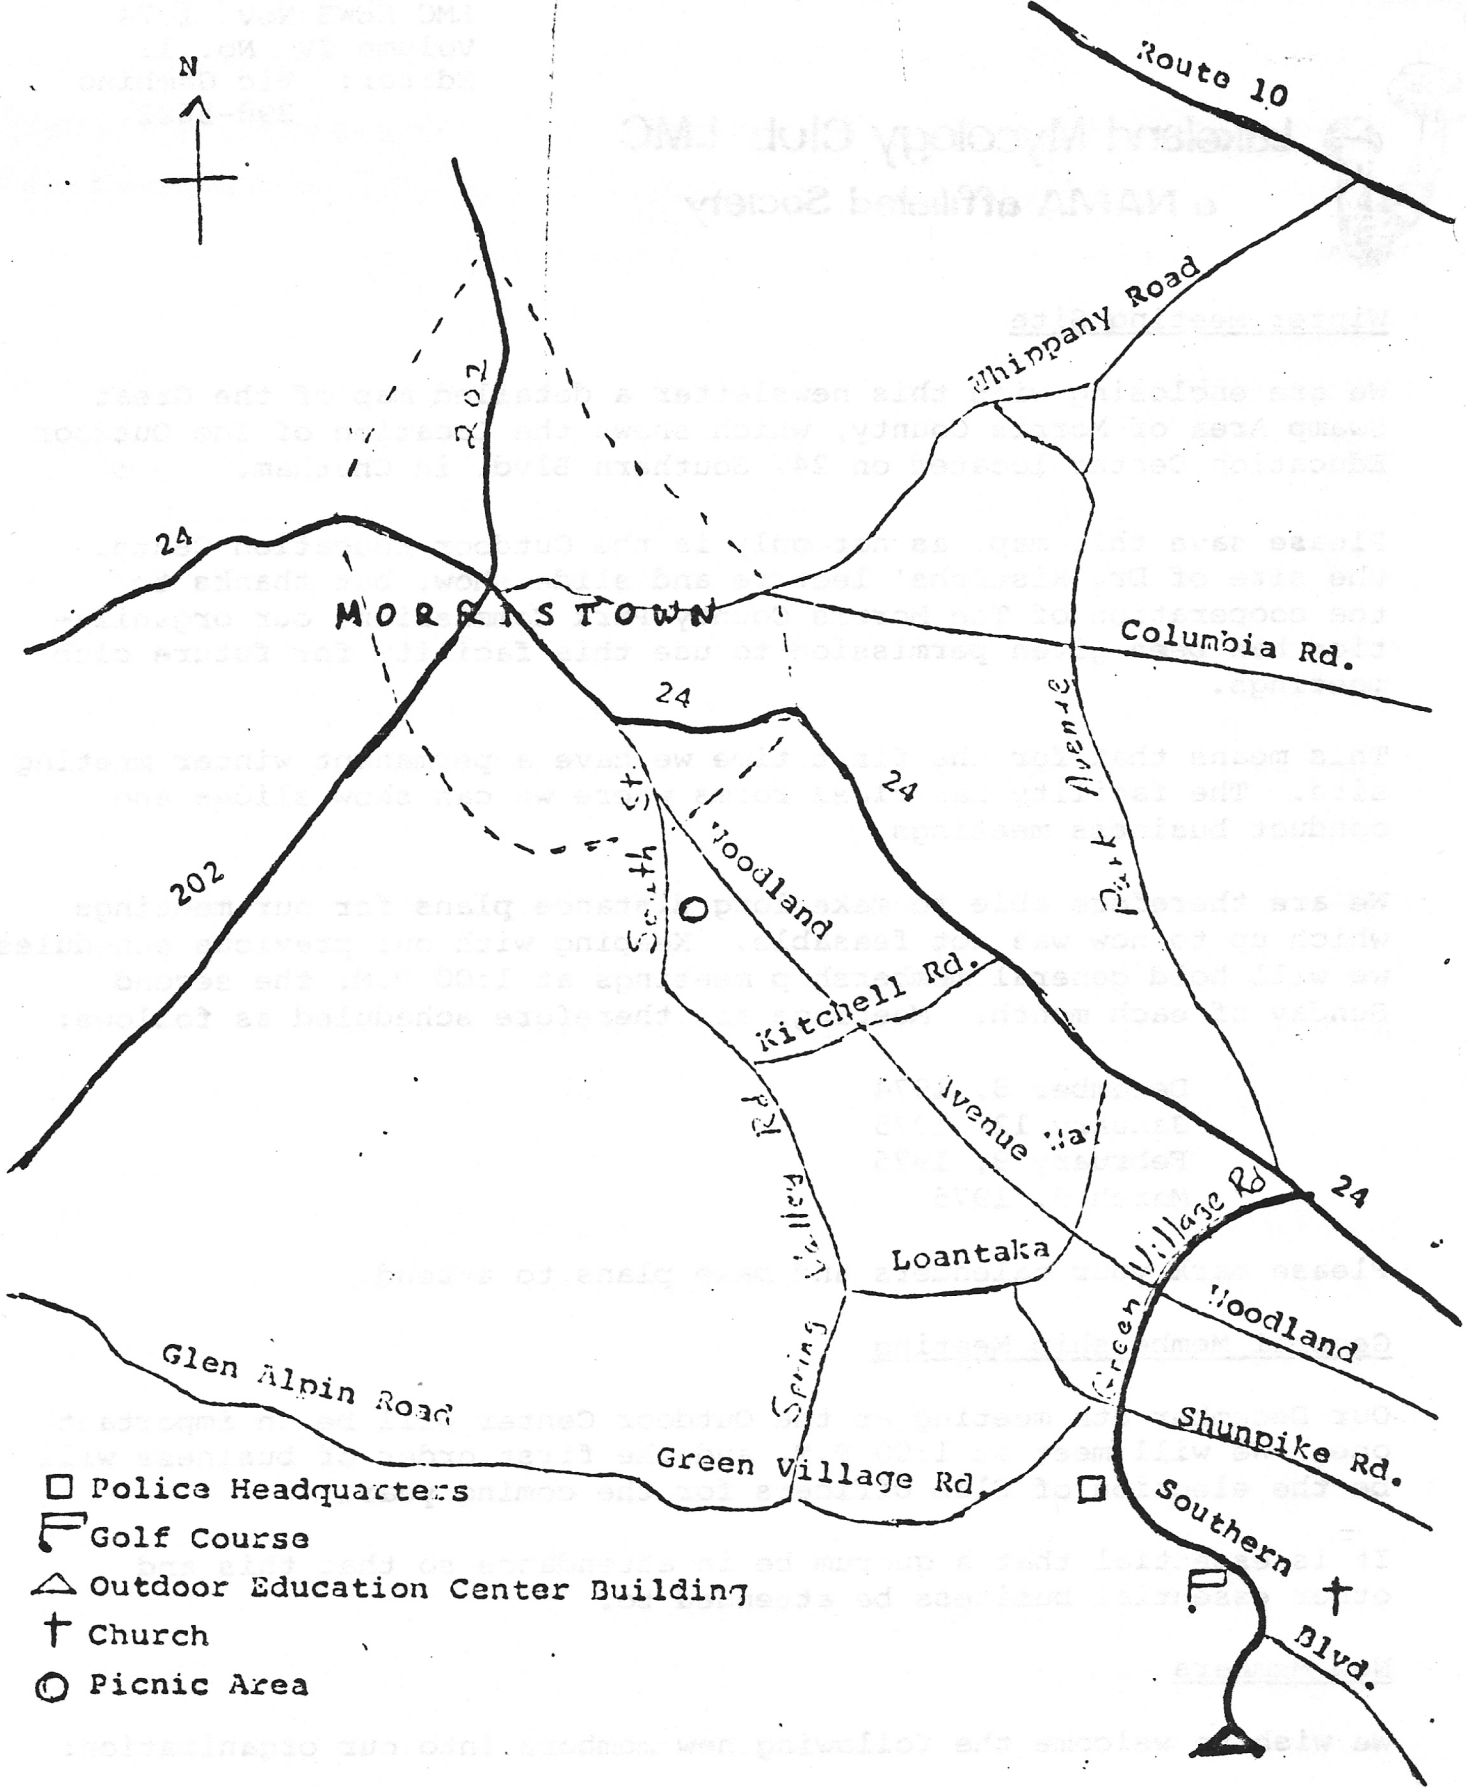 N
Route 10
Whippany Road
202
24
MORRISTOWN
Columbia Rd.
24
South St
Woodland
24
Park Avenue
202
Kitchell Rd.
Avenue
Spring Valley Rd
Loantaka Way
24
Green Village Rd
Woodland
Glen Alpin Road
Green Village Rd.
Shunpike Rd.
Southern Blvd.
Police Headquarters
Golf Course
Outdoor Education Center Building
Church
Picnic Area